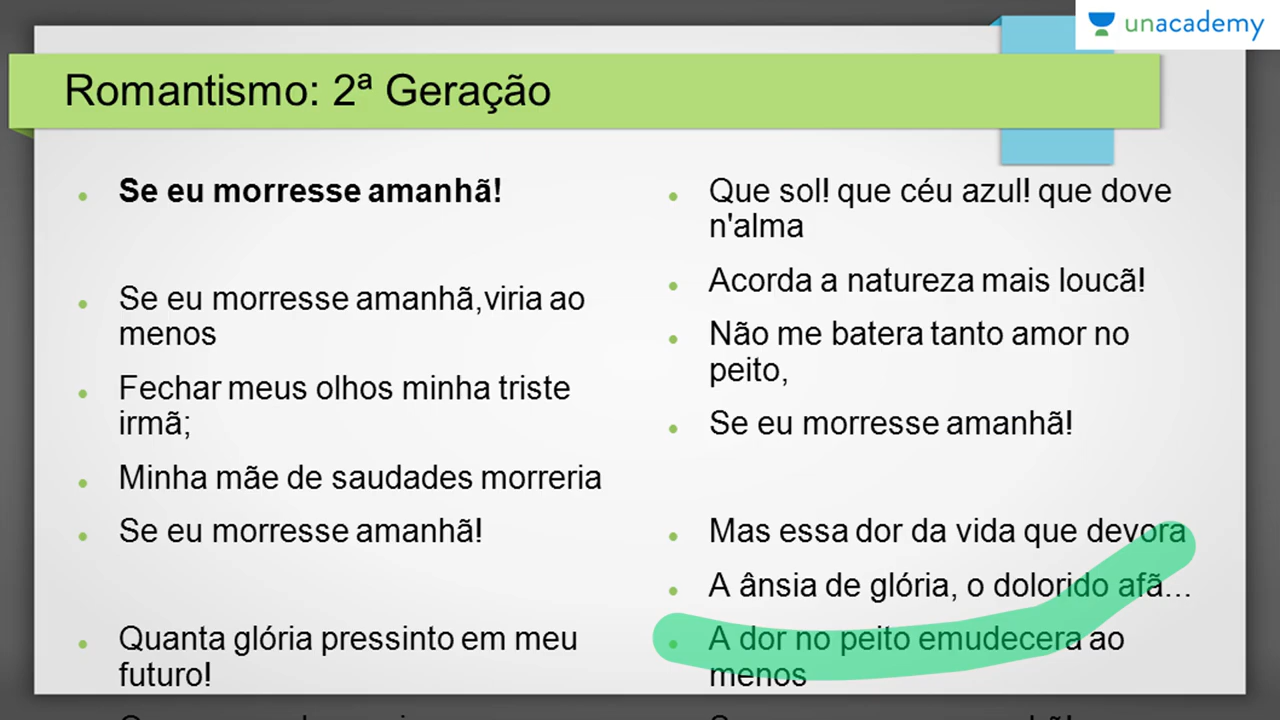 unacademy
Romantismo: 2ª Geração
Se eu morresse amanhã!
Se eu morresse amanhã,viria ao
menos
Fechar meus olhos minha triste
irmã;
Minha mãe de saudades morreria
Se eu morresse amanhã!
Quanta glória pressinto em meu
futuro!
Que sol! que céu azul! que dove
n'alma
Acorda a natureza mais loucã!
Não me batera tanto amor no
peito,
Se eu morresse amanhã!
Mas essa dor da vida que devora
A ânsia de glória, o dolorido afã...
A dor no peito emudecera ao
menos